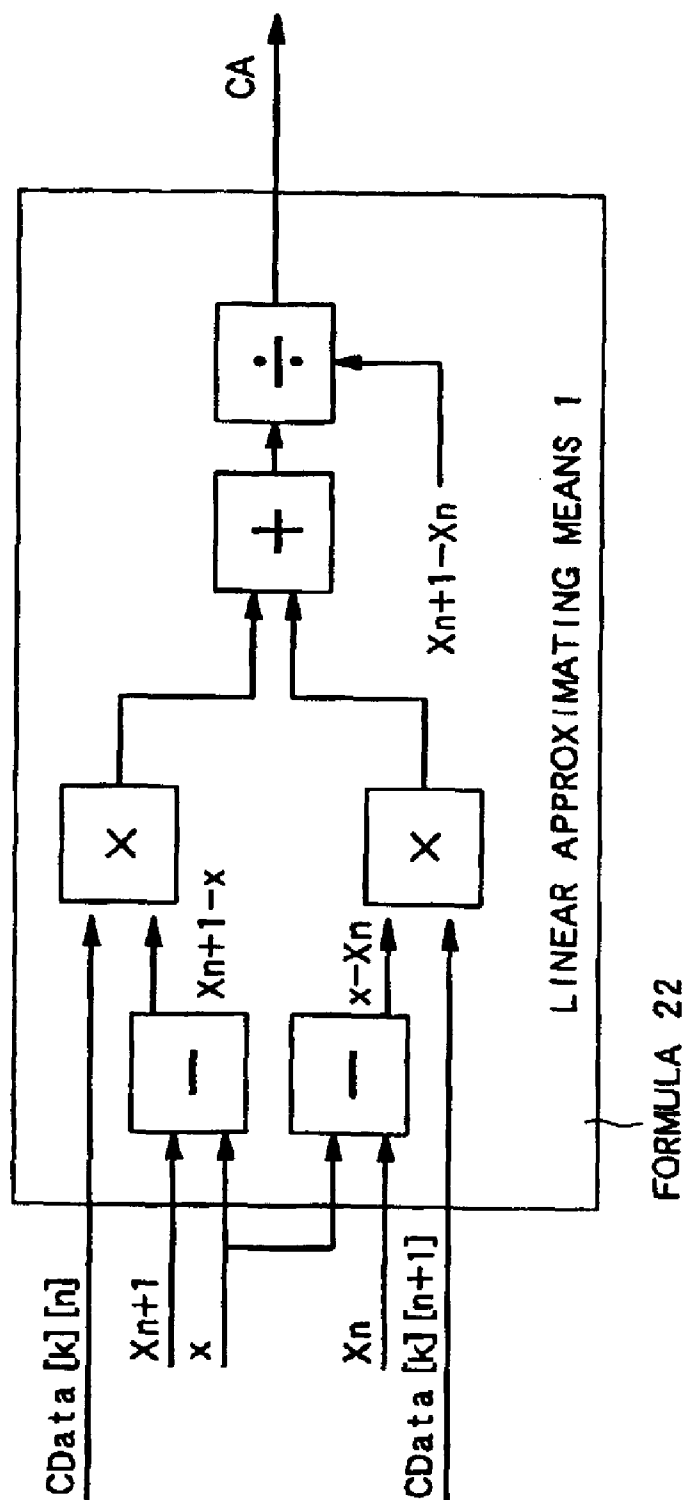 CData [k] [n]
Xn+1
x
Xn
CData [k] [n+1]
−
Xn+1−x
−
x−Xn
×
×
+
÷
Xn+1−Xn
CA
LINEAR APPROXIMATING MEANS 1
FORMULA 22